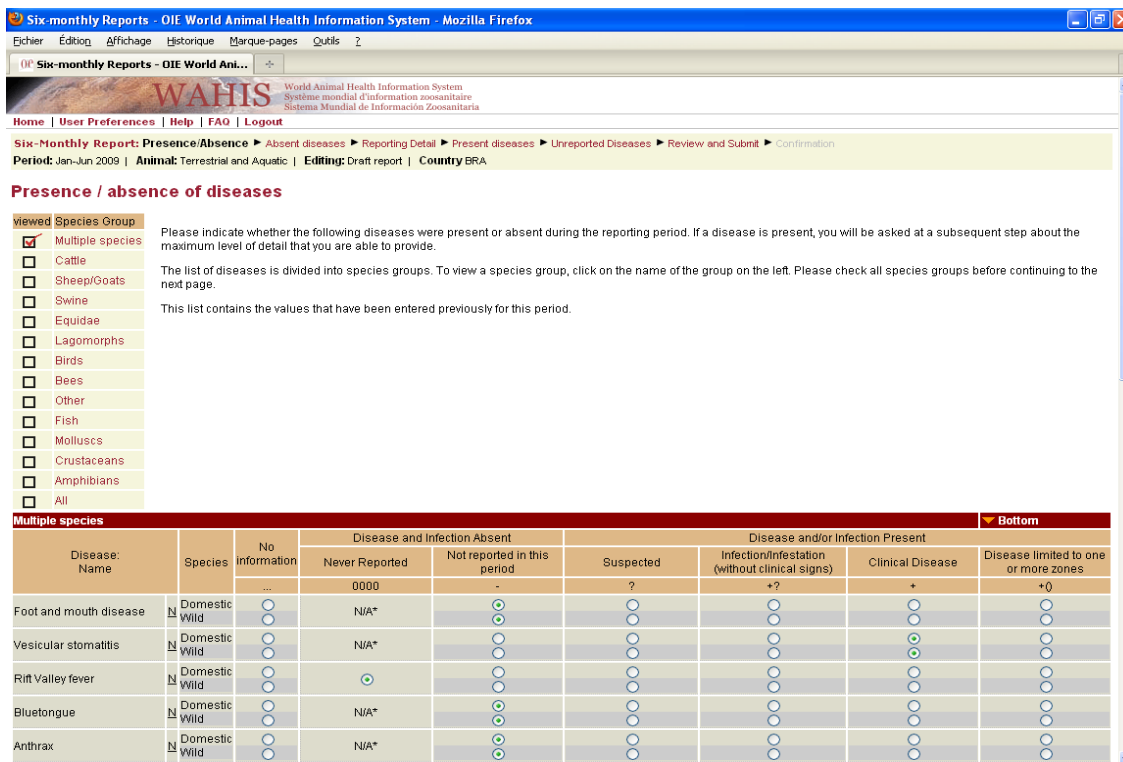 Six-monthly Reports - OIE World Animal Health Information System - Mozilla Firefox
Fichier Édition Affichage Historique Marque-pages Outils ?
Six-monthly Reports - OIE World Ani...
WAHIS
World Animal Health Information System
Système mondial d'information zoosanitaire
Sistema Mundial de Información Zoosanitaria
Home | User Preferences | Help | FAQ | Logout
Six-Monthly Report: Presence/Absence ► Absent diseases ► Reporting Detail ► Present diseases ► Unreported Diseases ► Review and Submit ► Confirmation
Period: Jan-Jun 2009 | Animal: Terrestrial and Aquatic | Editing: Draft report | Country BRA
Presence / absence of diseases
viewed Species Group
Multiple species
Cattle
Sheep/Goats
Swine
Equidae
Lagomorphs
Birds
Bees
Other
Fish
Molluscs
Crustaceans
Amphibians
All
Please indicate whether the following diseases were present or absent during the reporting period. If a disease is present, you will be asked at a subsequent step about the
maximum level of detail that you are able to provide.
The list of diseases is divided into species groups. To view a species group, click on the name of the group on the left. Please check all species groups before continuing to the
next page.
This list contains the values that have been entered previously for this period.
Multiple species Bottom
Disease: Name Species No information Disease and Infection Absent Disease and/or Infection Present
Never Reported Not reported in this period Suspected Infection/Infestation (without clinical signs) Clinical Disease Disease limited to one or more zones
... 0000 - ? +? + +()
Foot and mouth disease N Domestic N/A*
Wild
Vesicular stomatitis N Domestic N/A*
Wild
Rift Valley fever N Domestic
Wild
Bluetongue N Domestic N/A*
Wild
Anthrax N Domestic N/A*
Wild